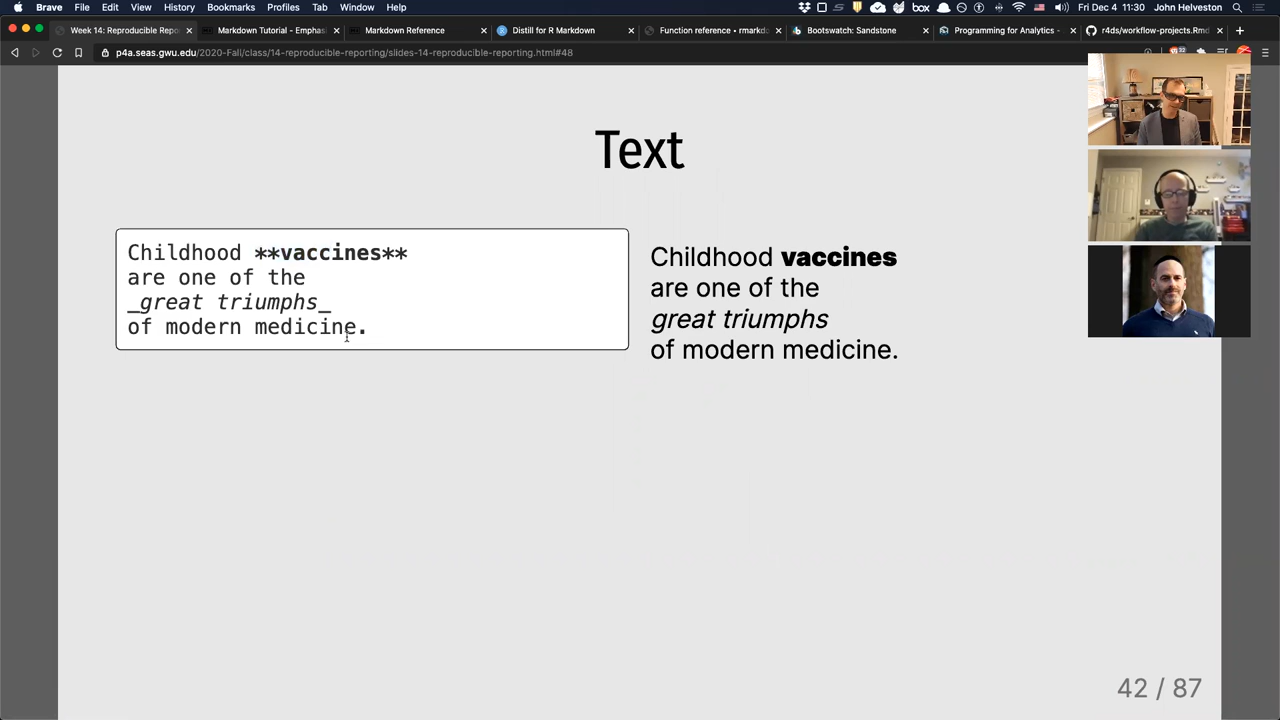 Brave File Edit View History Bookmarks Profiles Tab Window Help box Fri Dec 4 11:30 John Helveston
Week 14: Reproducible Repo Markdown Tutorial - Emphas Markdown Reference Distill for R Markdown Function reference • rmarkd Bootswatch: Sandstone Programming for Analytics - r4ds/workflow-projects.Rmd
p4a.seas.gwu.edu/2020-Fall/class/14-reproducible-reporting/slides-14-reproducible-reporting.html#48
Text
Childhood **vaccines**
are one of the
_great triumphs_
of modern medicine.
Childhood vaccines
are one of the
great triumphs
of modern medicine.
42 / 87